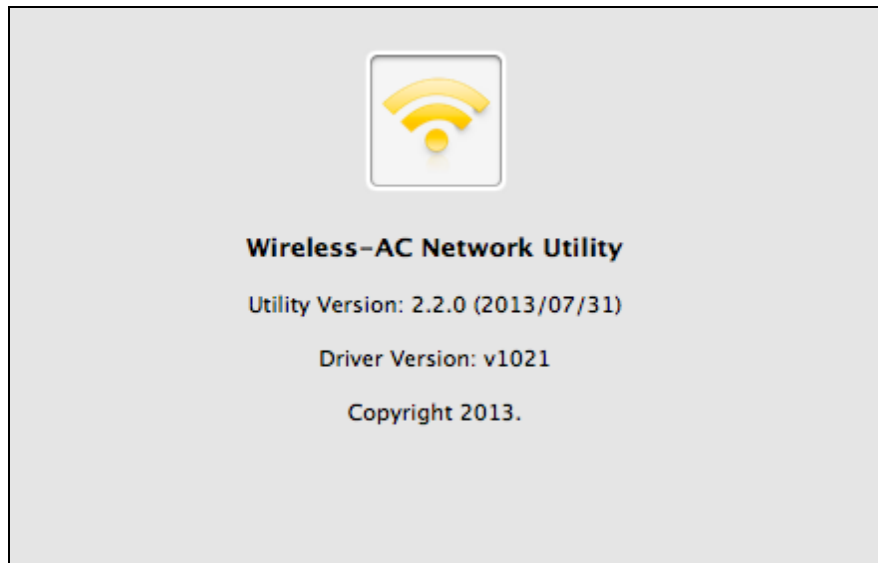 Wireless-AC Network Utility
Utility Version: 2.2.0 (2013/07/31)
Driver Version: v1021
Copyright 2013.